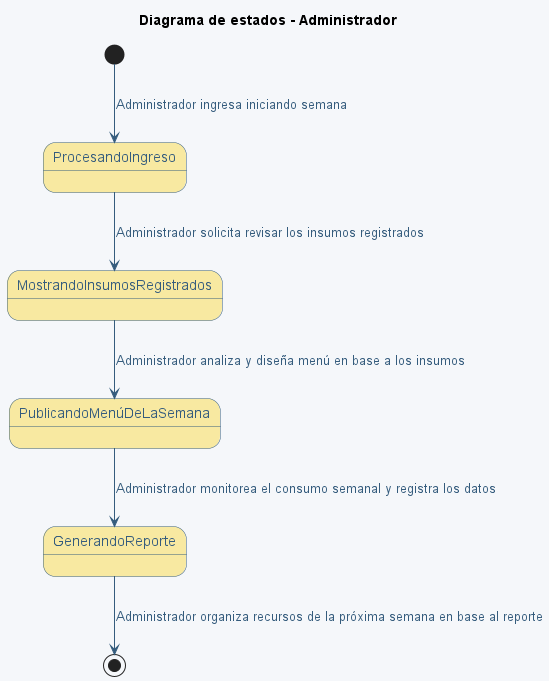 Diagrama de estados - Administrador
Administrador ingresa iniciando semana
ProcesandoIngreso
Administrador solicita revisar los insumos registrados
MostrandoInsumosRegistrados
Administrador analiza y diseña menú en base a los insumos
PublicandoMenúDeLaSemana
Administrador monitorea el consumo semanal y registra los datos
GenerandoReporte
Administrador organiza recursos de la próxima semana en base al reporte